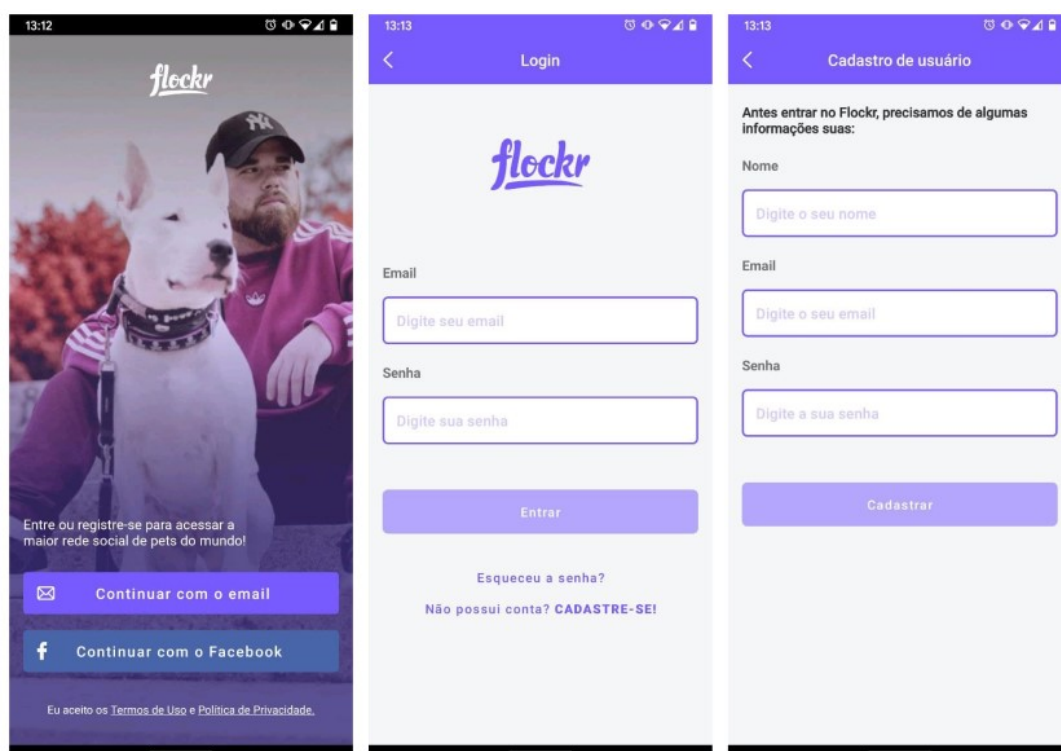 13:12
flockr
NY
Entre ou registre-se para acessar a
maior rede social de pets do mundo!
Continuar com o email
f Continuar com o Facebook
Eu aceito os Termos de Uso e Política de Privacidade.
13:13
Login
flockr
Email
Digite seu email
Senha
Digite sua senha
Entrar
Esqueceu a senha?
Não possui conta? CADASTRE-SE!
13:13
Cadastro de usuário
Antes entrar no Flockr, precisamos de algumas
informações suas:
Nome
Digite o seu nome
Email
Digite o seu email
Senha
Digite a sua senha
Cadastrar